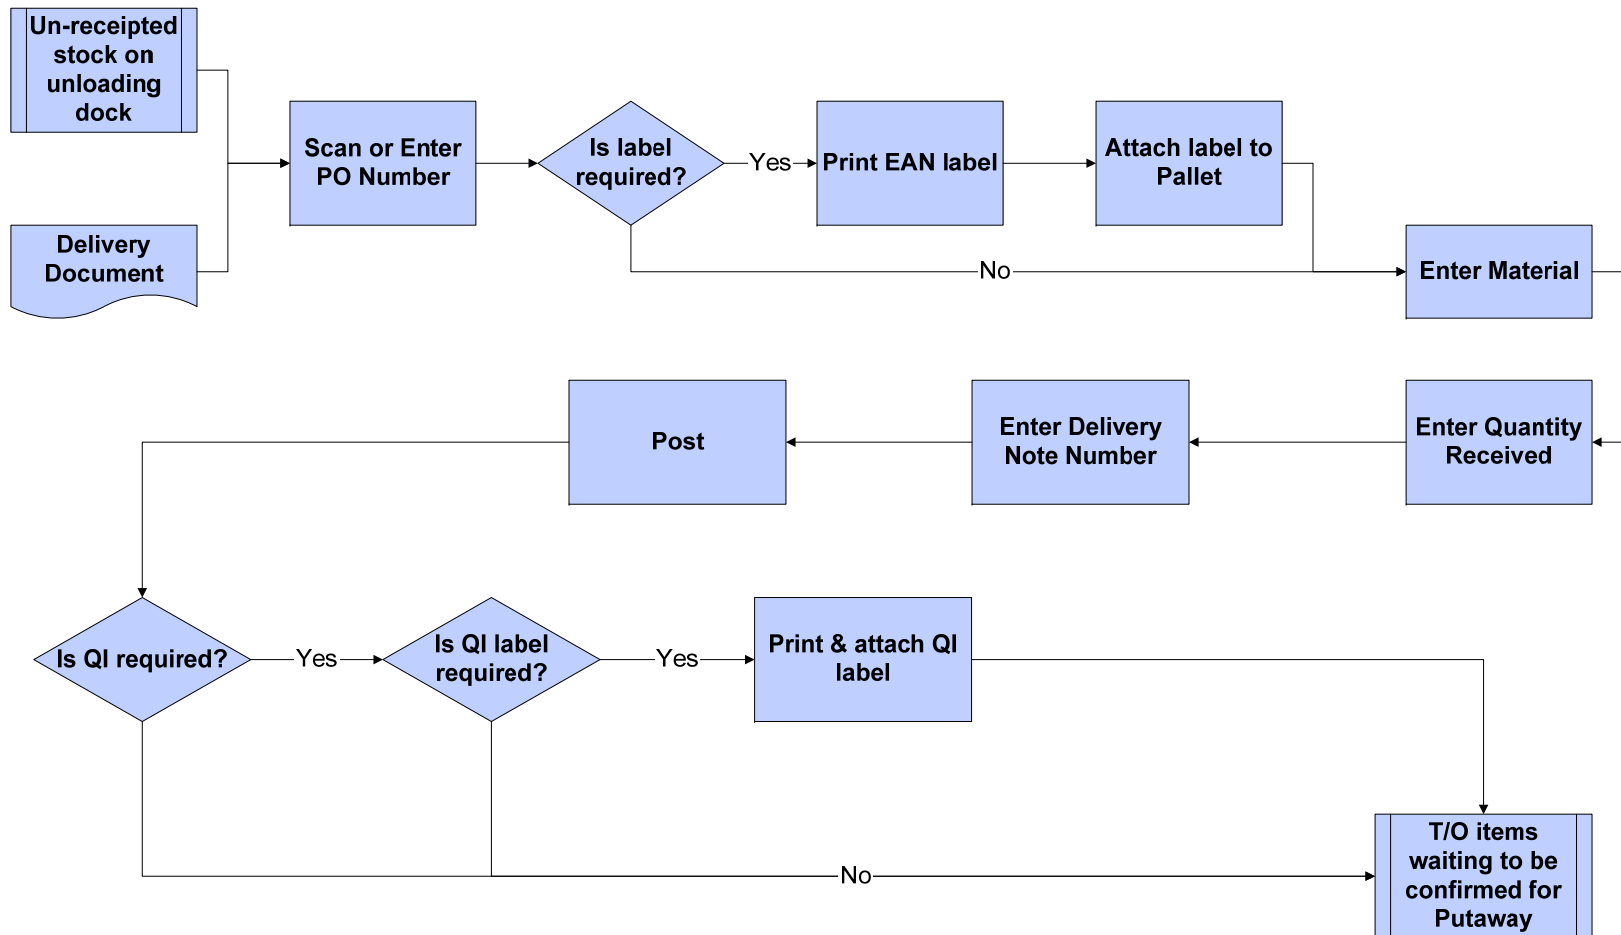 Un-receipted
stock on
unloading
dock
Delivery
Document
Scan or Enter
PO Number
Is label
required?
Yes
Print EAN label
Attach label to
Pallet
No
Enter Material
Enter Quantity
Received
Enter Delivery
Note Number
Post
Is QI required?
Yes
Is QI label
required?
Yes
Print & attach QI
label
No
T/O items
waiting to be
confirmed for
Putaway